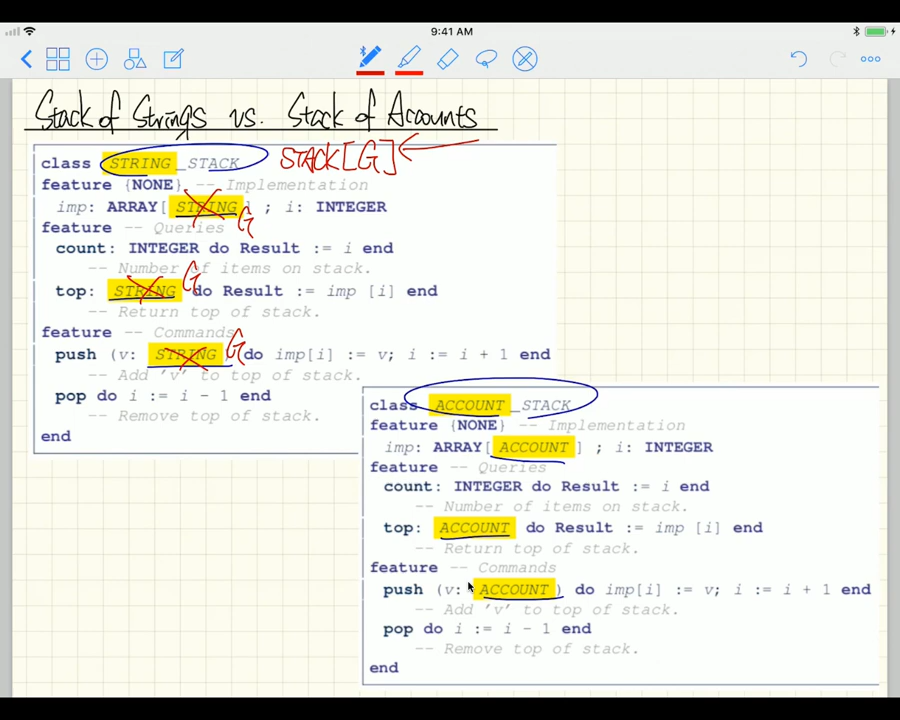 9:41 AM
Stack of Strings vs. Stack of Accounts
class STRING_STACK STACK[G]
feature {NONE} -- Implementation
imp: ARRAY[ STRING ] ; i: INTEGER
G
feature -- Queries
count: INTEGER do Result := i end
-- Number of items on stack.
G
top: STRING do Result := imp [i] end
-- Return top of stack.
feature -- Commands
G
push (v: STRING) do imp[i] := v; i := i + 1 end
-- Add 'v' to top of stack.
pop do i := i - 1 end
-- Remove top of stack.
end
class ACCOUNT_STACK
feature {NONE} -- Implementation
imp: ARRAY[ ACCOUNT ] ; i: INTEGER
feature -- Queries
count: INTEGER do Result := i end
-- Number of items on stack.
top: ACCOUNT do Result := imp [i] end
-- Return top of stack.
feature -- Commands
push (v: ACCOUNT) do imp[i] := v; i := i + 1 end
-- Add 'v' to top of stack.
pop do i := i - 1 end
-- Remove top of stack.
end